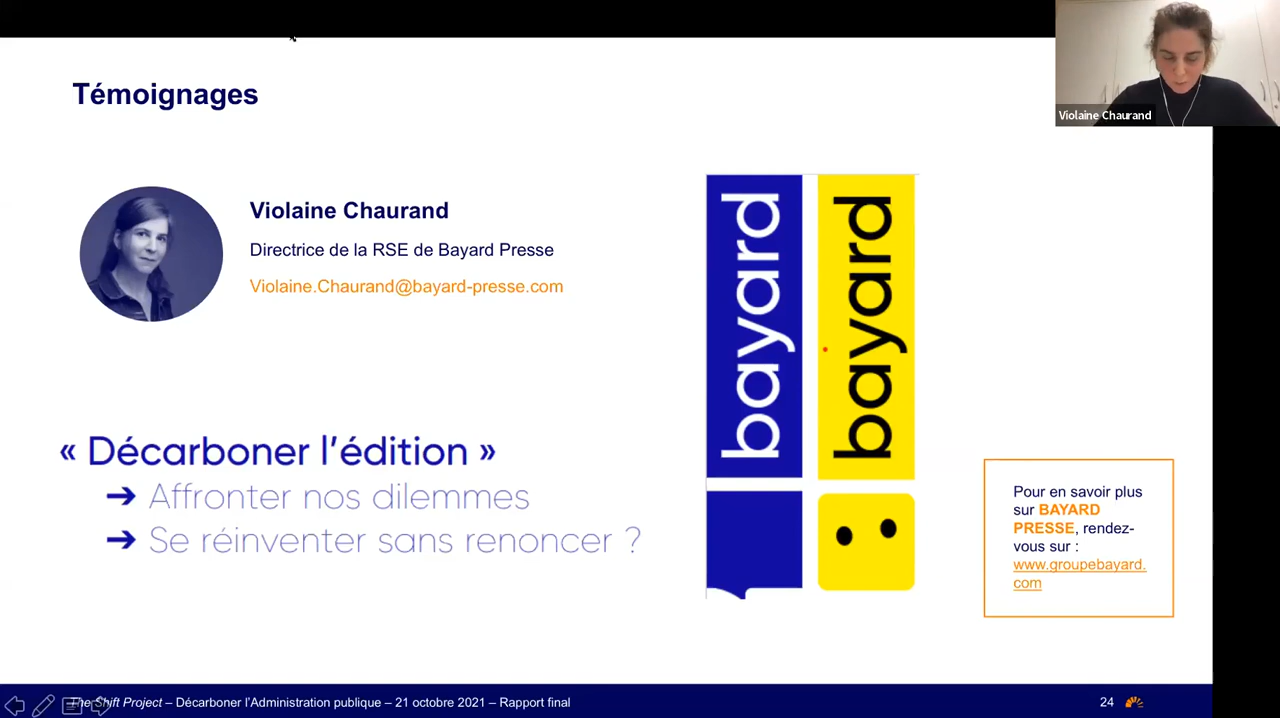 Témoignages
Violaine Chaurand
Violaine Chaurand
Directrice de la RSE de Bayard Presse
Violaine.Chaurand@bayard-presse.com
bayard
bayard
« Décarboner l’édition »
➔ Affronter nos dilemmes
➔ Se réinventer sans renoncer ?
Pour en savoir plus
sur BAYARD
PRESSE, rendez-
vous sur :
www.groupebayard.
com
The Shift Project – Décarboner l’Administration publique – 21 octobre 2021 – Rapport final
24